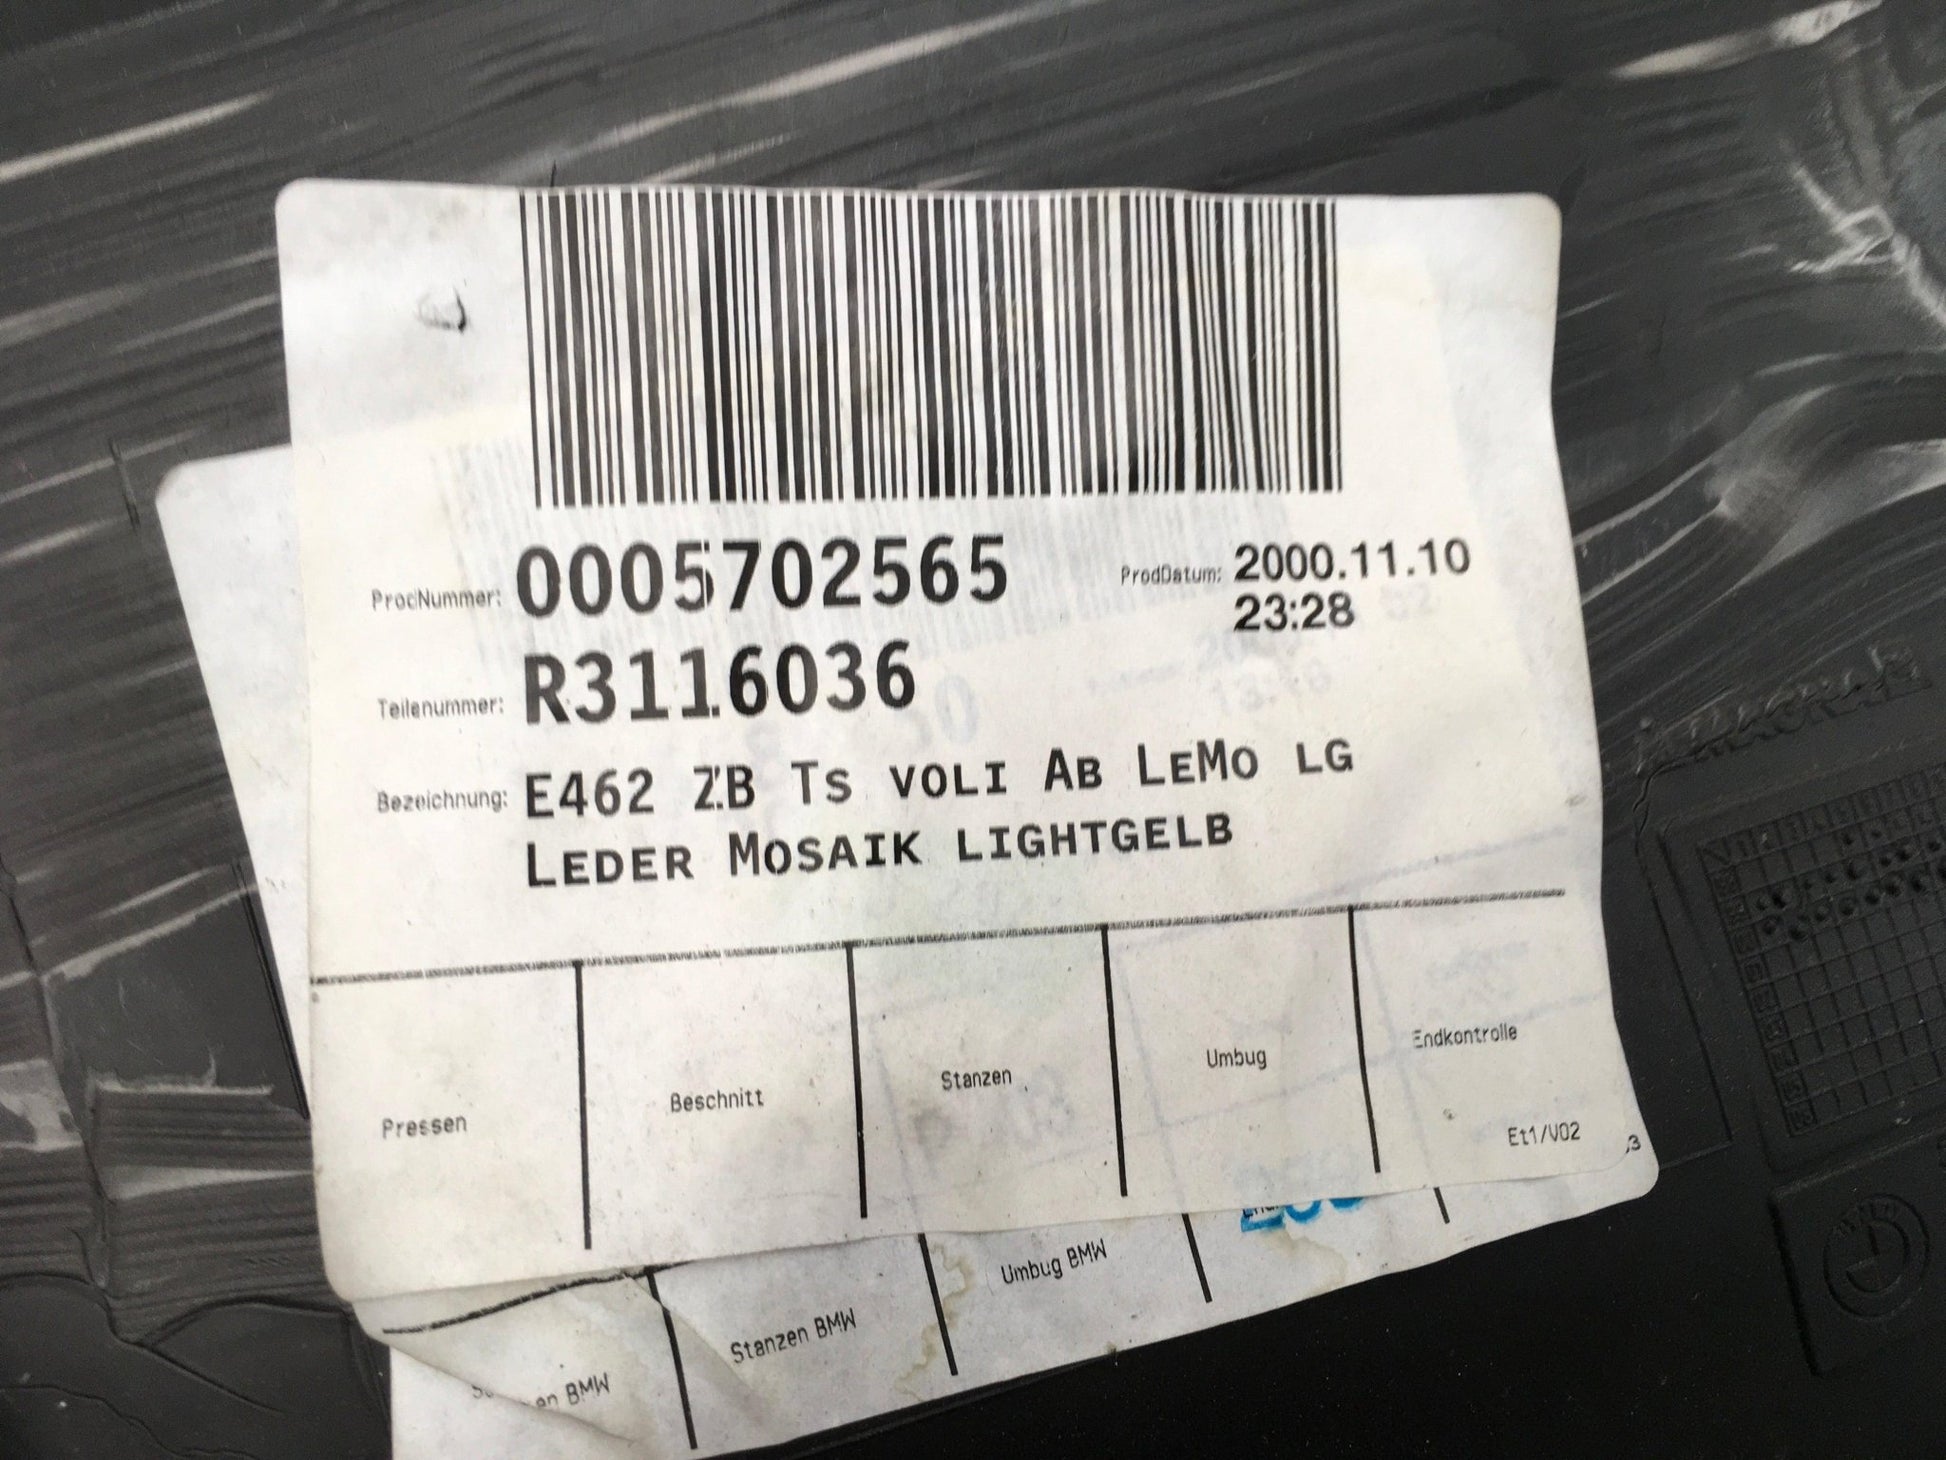 ProdNummer: 0005702565
ProdDatum: 2000.11.10
23:28
Teilenummer: R3116036
Bezeichnung: E462 ZB Ts VOLI AB LEMO LG
LEDER MOSAIK LIGHTGELB
Pressen
Beschnitt
Stanzen
Umbug
Endkontrolle
Et1/V02
Stanzen BMW
Umbug BMW
BMW